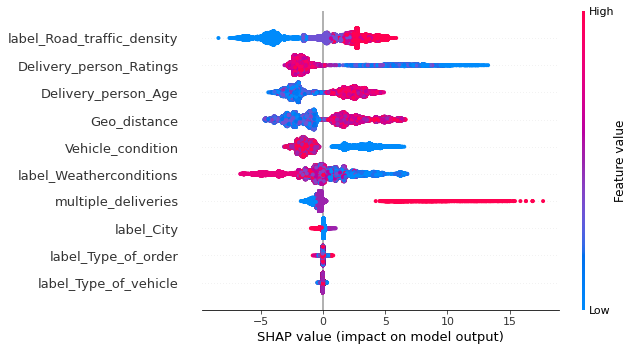 High
label_Road_traffic_density
Delivery_person_Ratings
Delivery_person_Age
Geo_distance
Vehicle_condition
label_Weatherconditions
multiple_deliveries
label_City
label_Type_of_order
label_Type_of_vehicle
Feature value
Low
−5 0 5 10 15
SHAP value (impact on model output)